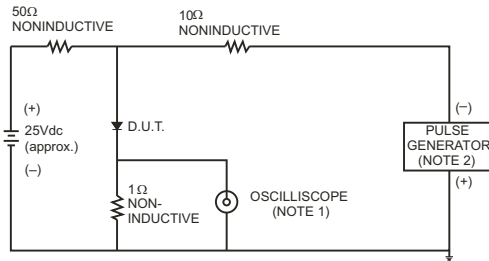 50Ω
NONINDUCTIVE
10Ω
NONINDUCTIVE
(+)
25Vdc
(approx.)
(–)
D.U.T.
1Ω
NON-
INDUCTIVE
OSCILLISCOPE
(NOTE 1)
(–)
PULSE
GENERATOR
(NOTE 2)
(+)